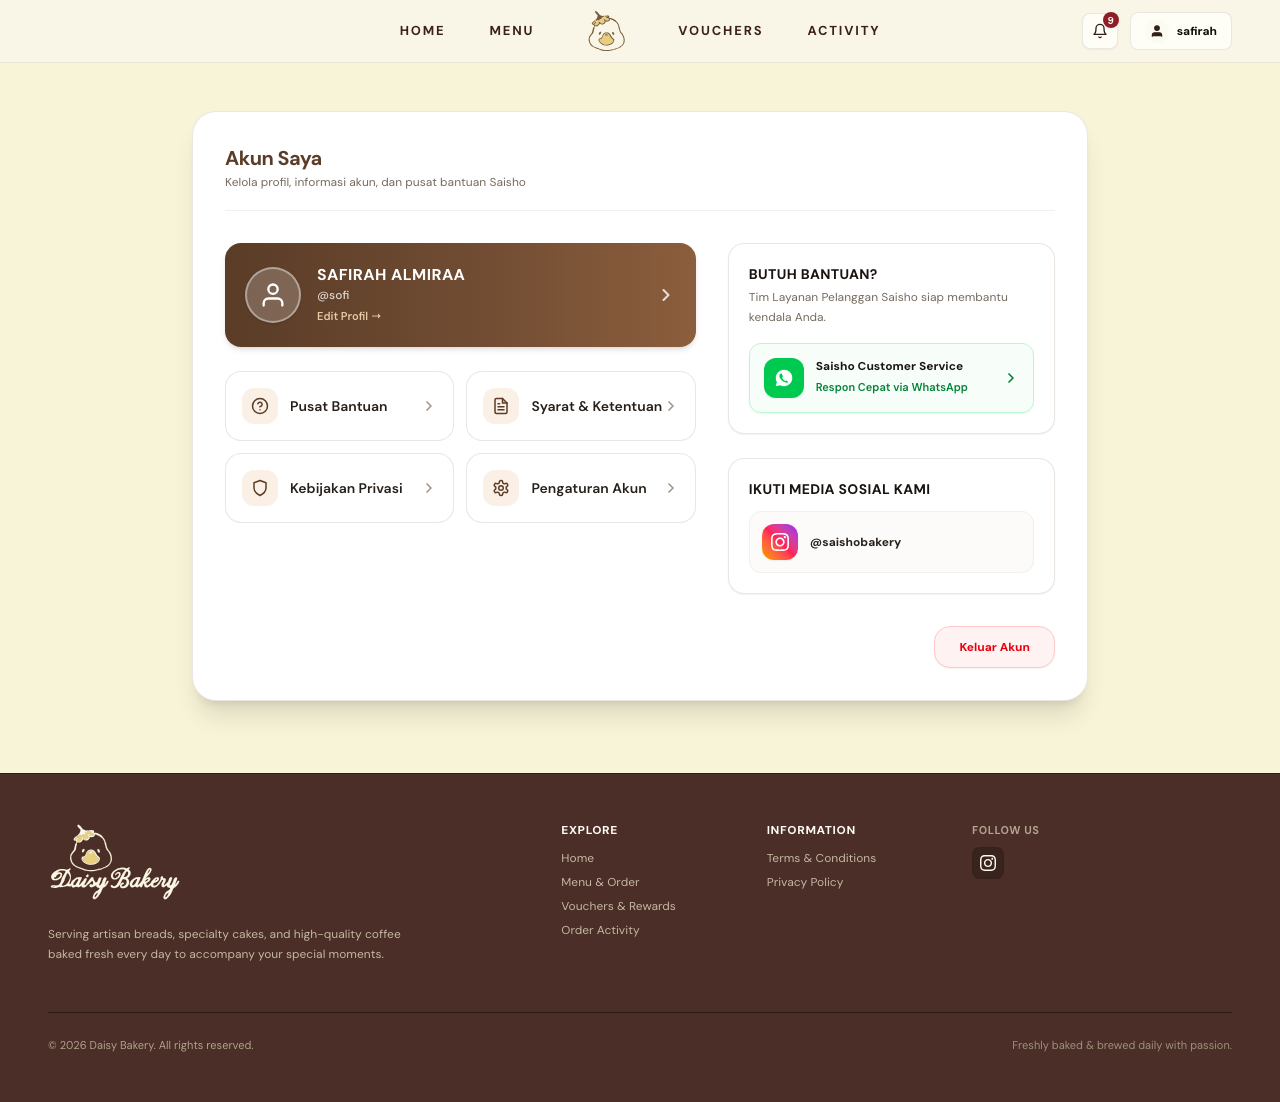 HOME
MENU
VOUCHERS
ACTIVITY
9
safirah
Akun Saya
Kelola profil, informasi akun, dan pusat bantuan Saisho
SAFIRAH ALMIRAA
@sofi
Edit Profil →
Pusat Bantuan
Syarat & Ketentuan
Kebijakan Privasi
Pengaturan Akun
BUTUH BANTUAN?
Tim Layanan Pelanggan Saisho siap membantu
kendala Anda.
Saisho Customer Service
Respon Cepat via WhatsApp
IKUTI MEDIA SOSIAL KAMI
@saishobakery
Keluar Akun
Daisy Bakery
Serving artisan breads, specialty cakes, and high-quality coffee
baked fresh every day to accompany your special moments.
EXPLORE
Home
Menu & Order
Vouchers & Rewards
Order Activity
INFORMATION
Terms & Conditions
Privacy Policy
FOLLOW US
© 2026 Daisy Bakery. All rights reserved.
Freshly baked & brewed daily with passion.